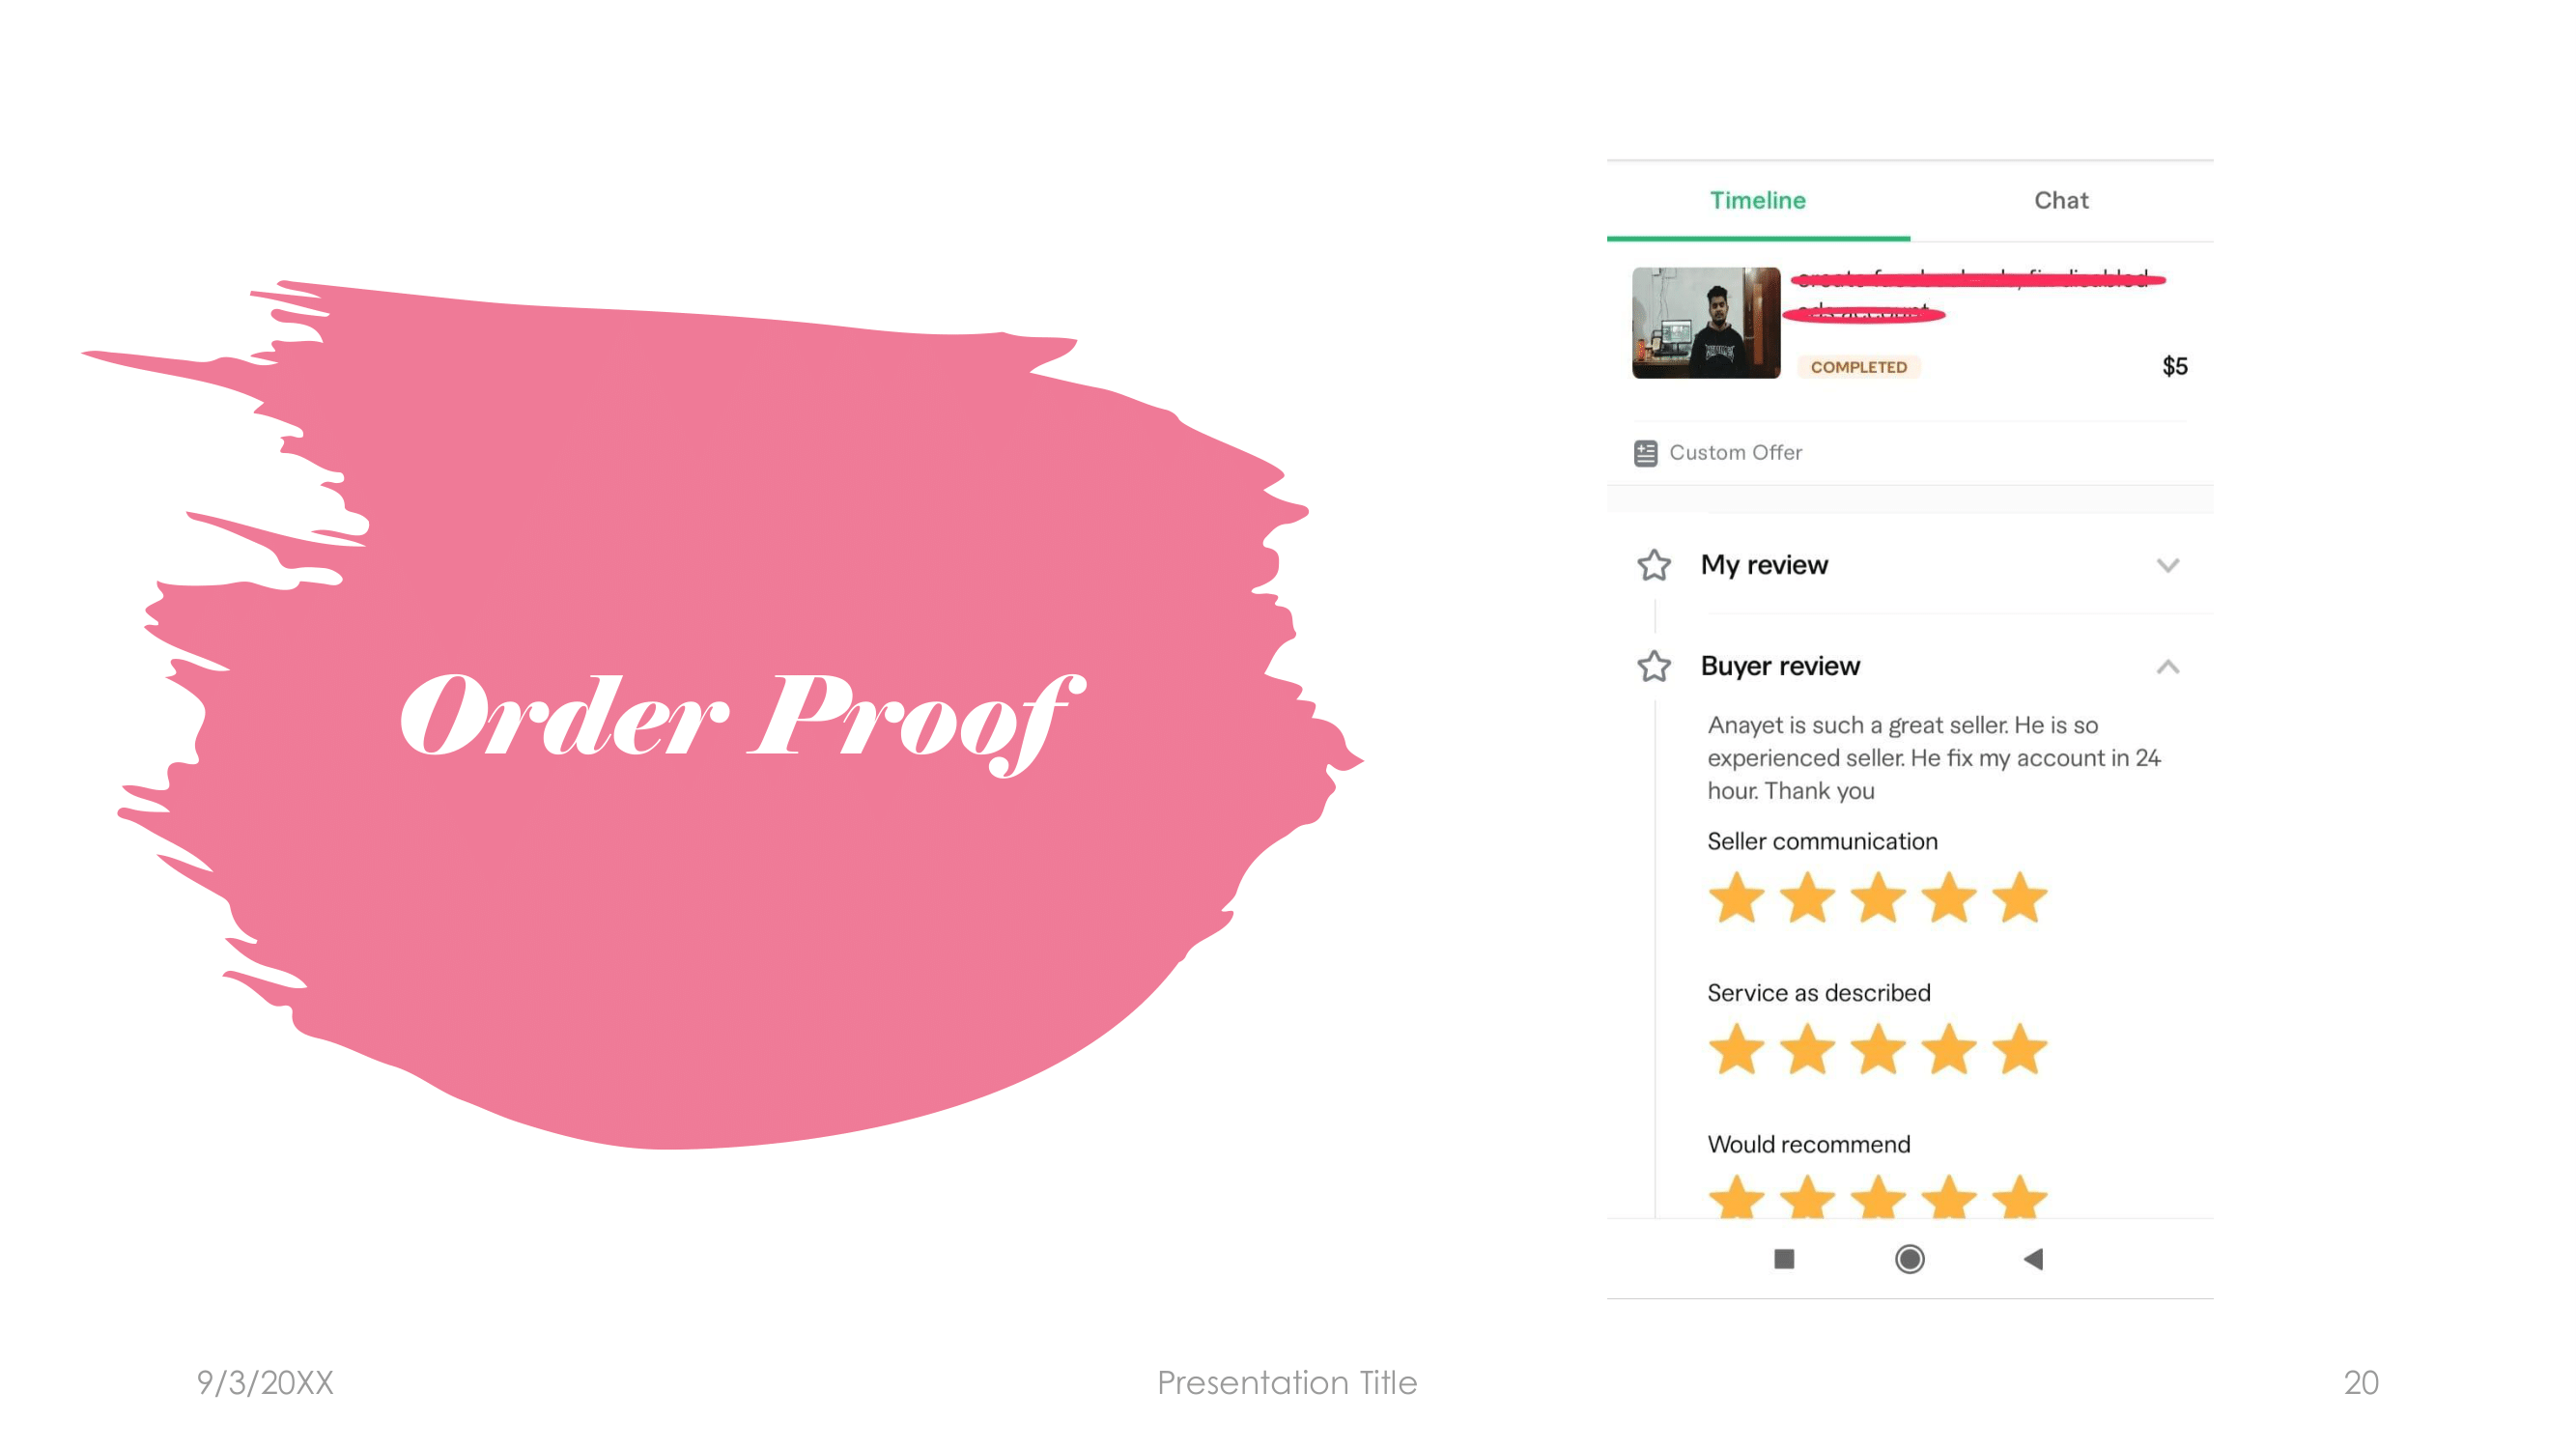 Order Proof
Timeline
Chat
COMPLETED
$5
Custom Offer
My review
Buyer review
Anayet is such a great seller. He is so
experienced seller. He fix my account in 24
hour. Thank you
Seller communication
Service as described
Would recommend
9/3/20XX
Presentation Title
20